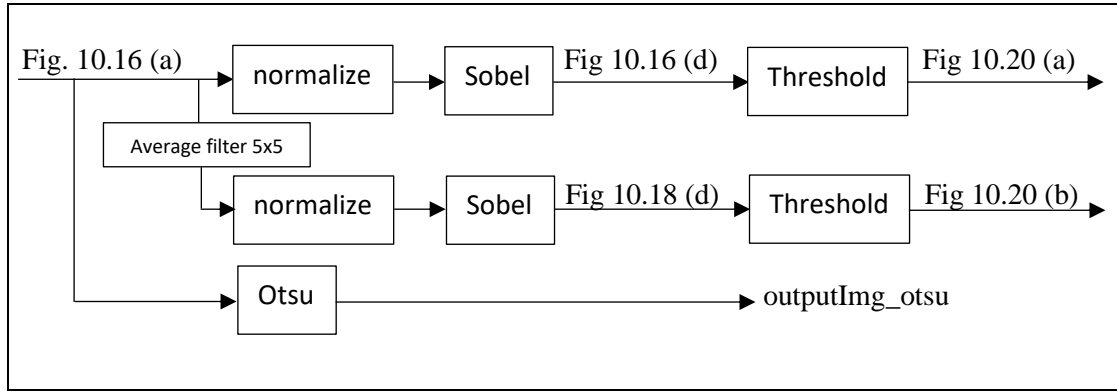 Fig. 10.16 (a) normalize Sobel Fig 10.16 (d) Threshold Fig 10.20 (a)
Average filter 5x5
normalize Sobel Fig 10.18 (d) Threshold Fig 10.20 (b)
Otsu outputImg_otsu